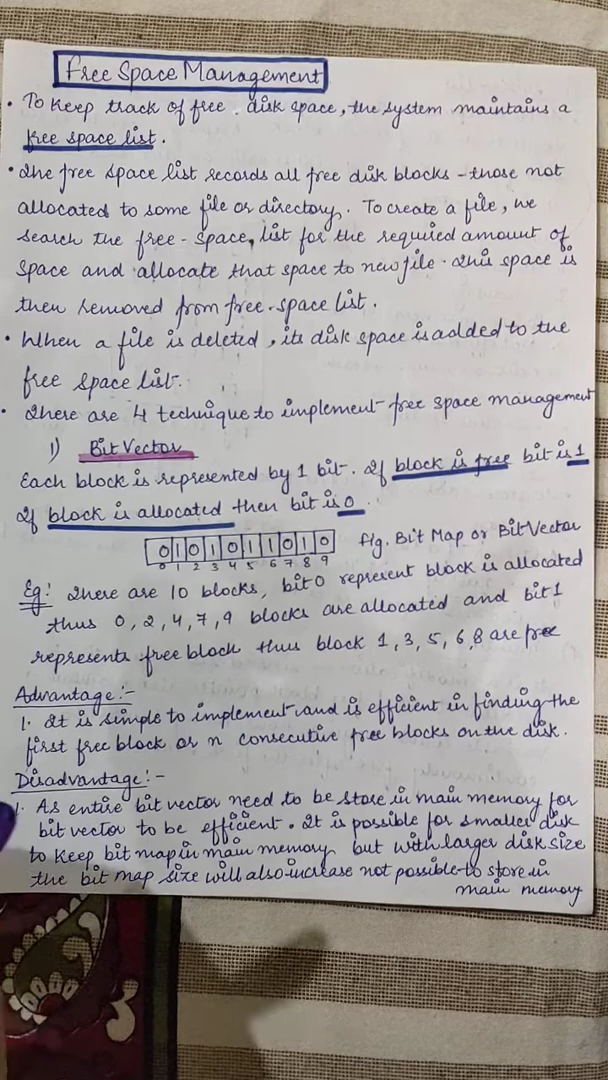 Free Space Management
• To keep track of free disk space, the system maintains a
free space list.
• The free space list records all free disk blocks - those not
allocated to some file or directory. To create a file, we
search the free-space, list for the required amount of
space and allocate that space to new file. This space is
then removed from free-space list.
• When a file is deleted, its disk space is added to the
free space list.
• There are 4 technique to implement free space management
1) Bit Vector
Each block is represented by 1 bit. If block is free bit is 1
If block is allocated then bit is 0.
0 1 0 1 0 1 1 0 1 0 fig. Bit Map or Bit Vector
0 1 2 3 4 5 6 7 8 9
Eg: There are 10 blocks, bit 0 represent block is allocated
thus 0, 2, 4, 7, 9 blocks are allocated and bit 1
represents free block thus block 1, 3, 5, 6, 8 are free
Advantage :-
1. It is simple to implement and is efficient in finding the
first free block or n consecutive free blocks on the disk.
Disadvantage :-
1. As entire bit vector need to be store in main memory for
bit vector to be efficient. It is possible for smaller disk
to keep bit map in main memory but with larger disk size
the bit map size will also increase not possible to store in
main memory